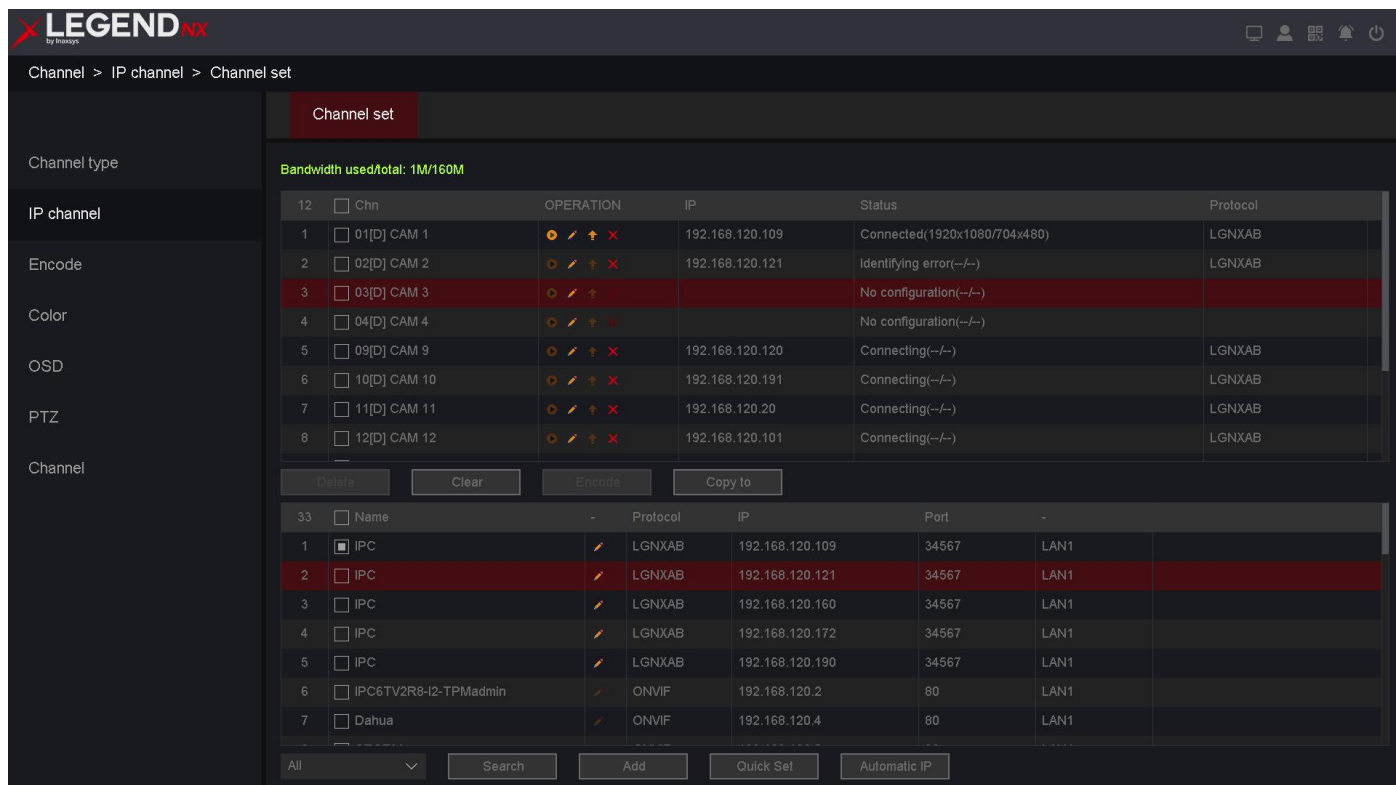 XLEGENDNX
by Inaxsys
Channel > IP channel > Channel set
Channel set
Channel type
IP channel
Encode
Color
OSD
PTZ
Channel
Bandwidth used/total: 1M/160M
12 Chn OPERATION IP Status Protocol
1 01[D] CAM 1 192.168.120.109 Connected(1920x1080/704x480) LGNXAB
2 02[D] CAM 2 192.168.120.121 Identifying error(--/--) LGNXAB
3 03[D] CAM 3 No configuration(--/--)
4 04[D] CAM 4 No configuration(--/--)
5 09[D] CAM 9 192.168.120.120 Connecting(--/--) LGNXAB
6 10[D] CAM 10 192.168.120.191 Connecting(--/--) LGNXAB
7 11[D] CAM 11 192.168.120.20 Connecting(--/--) LGNXAB
8 12[D] CAM 12 192.168.120.101 Connecting(--/--) LGNXAB
Delete Clear Encode Copy to
33 Name - Protocol IP Port -
1 IPC LGNXAB 192.168.120.109 34567 LAN1
2 IPC LGNXAB 192.168.120.121 34567 LAN1
3 IPC LGNXAB 192.168.120.160 34567 LAN1
4 IPC LGNXAB 192.168.120.172 34567 LAN1
5 IPC LGNXAB 192.168.120.190 34567 LAN1
6 IPC6TV2R8-I2-TPMadmin ONVIF 192.168.120.2 80 LAN1
7 Dahua ONVIF 192.168.120.4 80 LAN1
All Search Add Quick Set Automatic IP